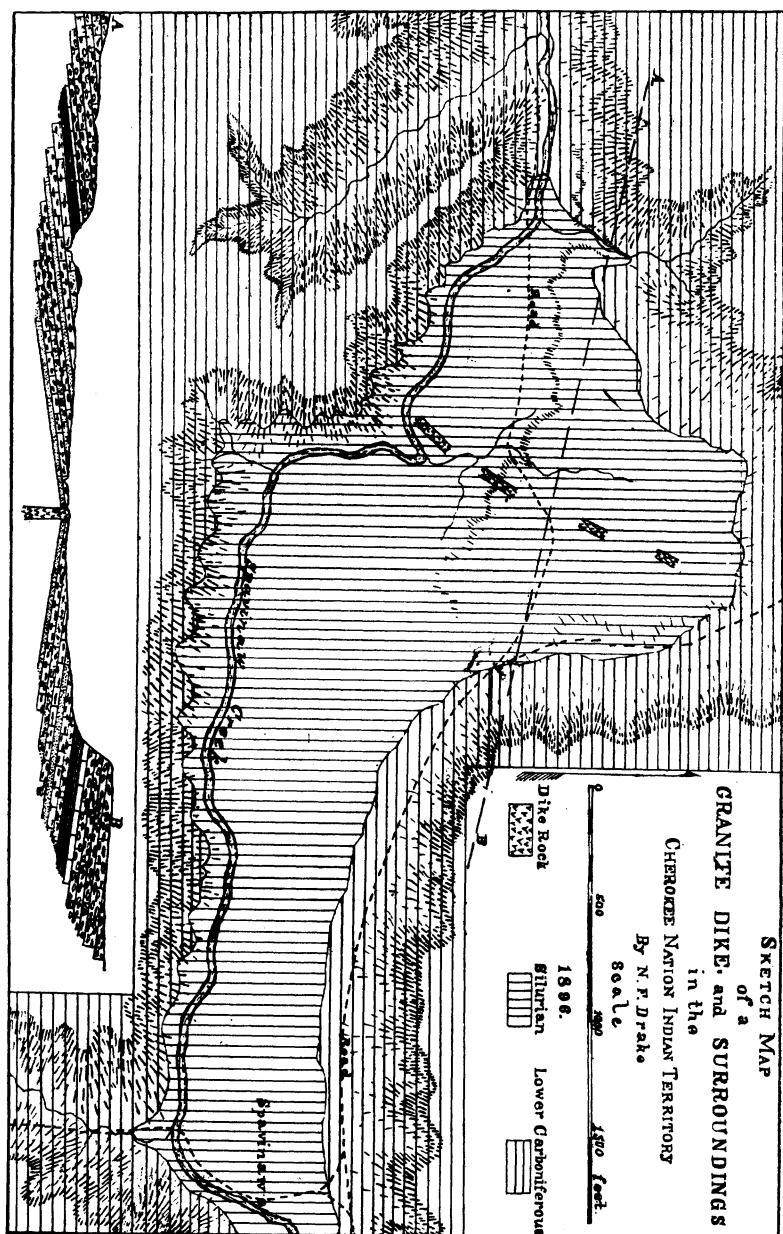 SKETCH MAP
of a
GRANITE DIKE, and SURROUNDINGS
in the
CHEROKEE NATION INDIAN TERRITORY
By N. F. Drake
Scale
0 500 1000 1500 feet.
1896.
Dike Rock
Silurian
Lower Carboniferous
A
B
Road
Spavinaw Creek
Road
Spavinaw
A
B